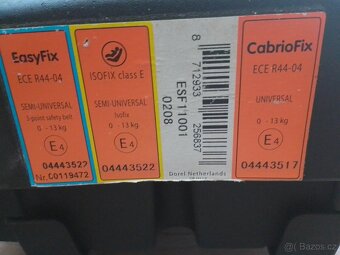 EasyFix
ECE R44-04
SEMI-UNIVERSAL
3-point safety belt
0 - 13 kg
E4
04443522
Nr. C0119472
ISOFIX class E
SEMI-UNIVERSAL
Isofix
0 - 13 kg
E4
04443522
ESF11001
0208
8 712933 256837
Dorel Netherlands
CabrioFix
ECE R44-04
UNIVERSAL
0 - 13 kg
E4
04443517
bazos.cz